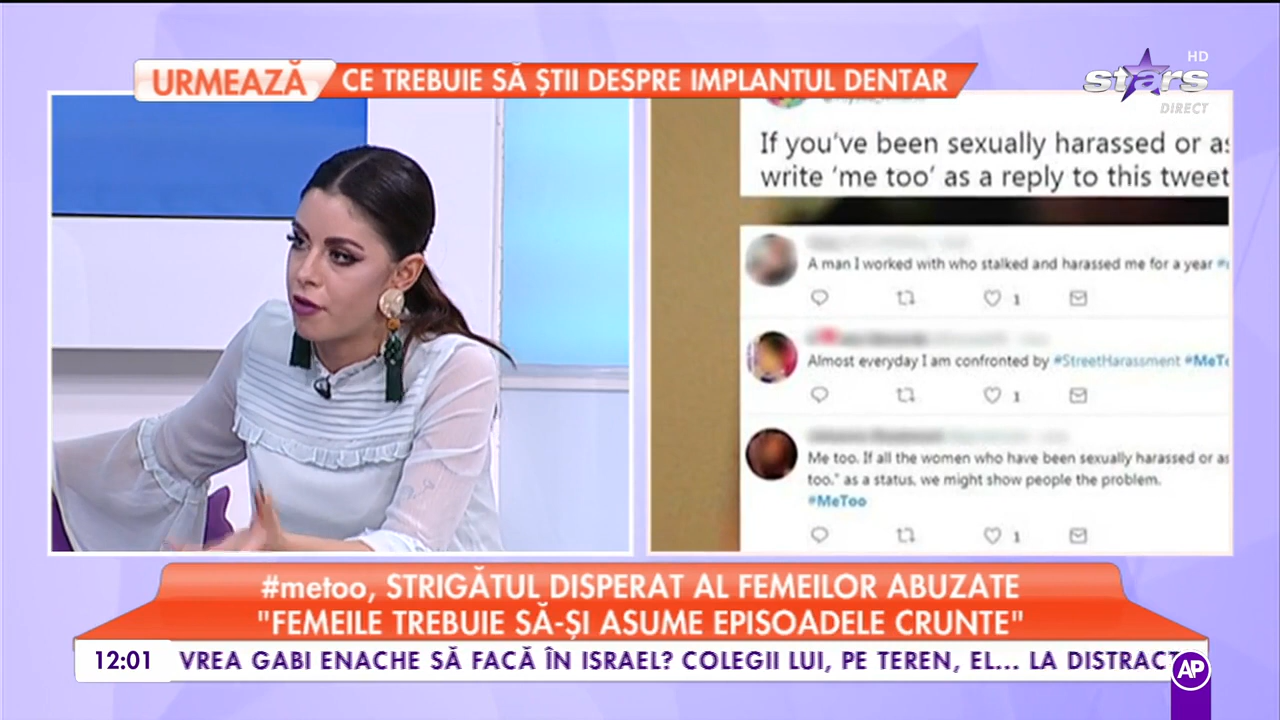 URMEAZĂ CE TREBUIE SĂ ȘTII DESPRE IMPLANTUL DENTAR
HD
stars
DIRECT
If you've been sexually harassed or as
write 'me too' as a reply to this tweet
A man I worked with who stalked and harassed me for a year
1
Almost everyday I am confronted by #StreetHarassment #MeTo
1
Me too. If all the women who have been sexually harassed or as
too." as a status, we might show people the problem.
#MeToo
1
#metoo, STRIGĂTUL DISPERAT AL FEMEILOR ABUZATE
"FEMEILE TREBUIE SĂ-ȘI ASUME EPISOADELE CRUNTE"
12:01 VREA GABI ENACHE SĂ FACĂ ÎN ISRAEL? COLEGII LUI, PE TEREN, EL... LA DISTRACT
AP